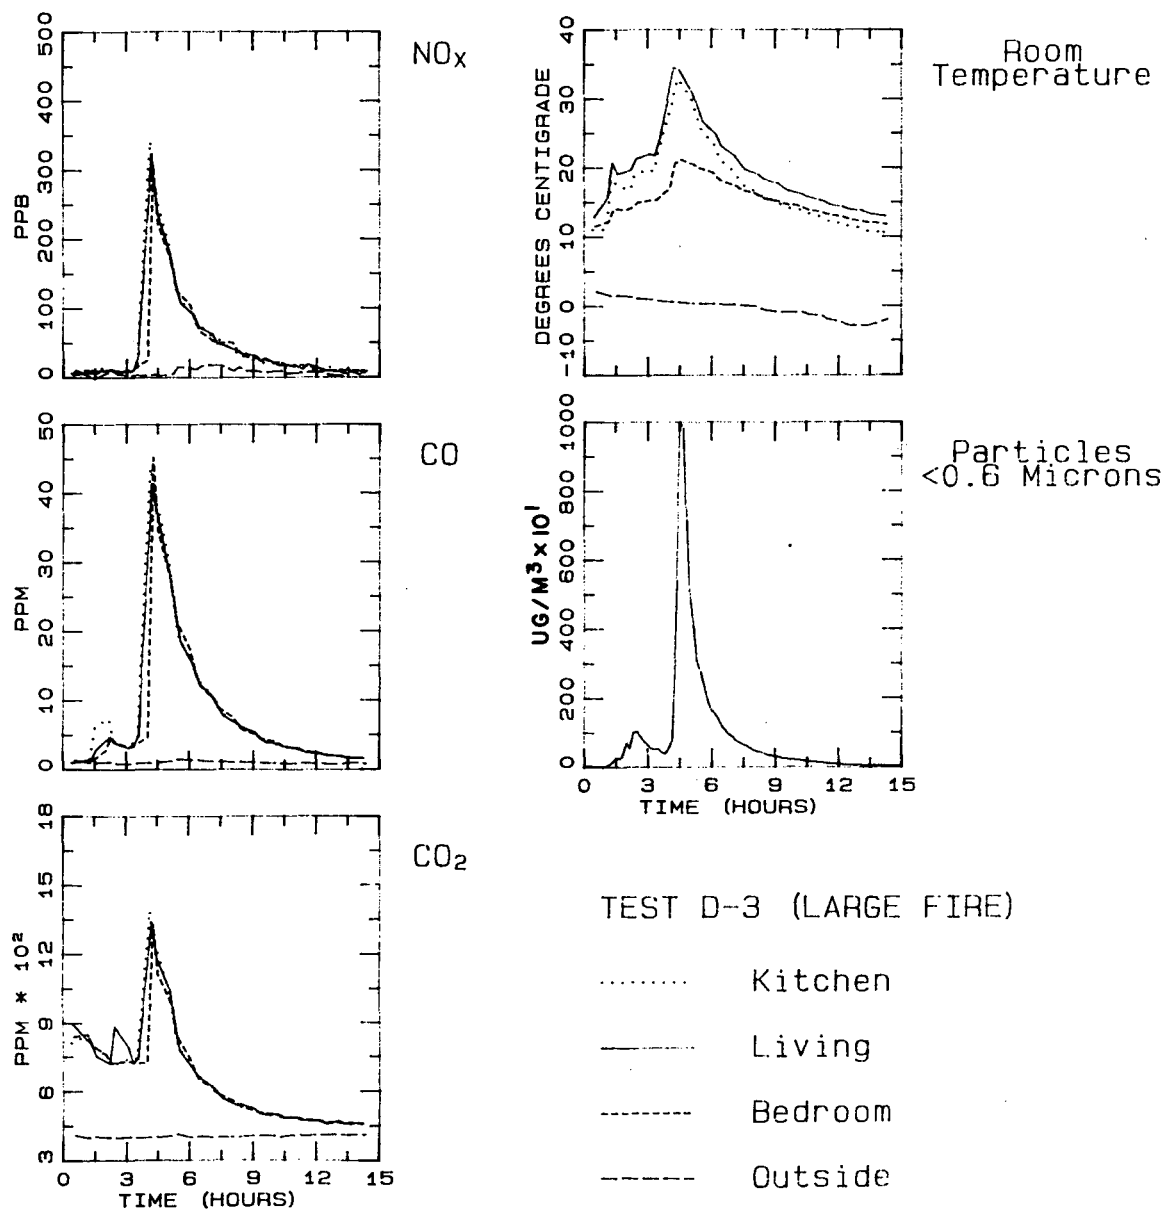 NOx
500
400
300
200
100
0
PPB
CO
50
40
30
20
10
0
PPM
CO2
18
15
12
9
6
3
PPM * 10²
0 3 6 9 12 15
TIME (HOURS)
Room
Temperature
40
30
20
10
0
-10
DEGREES CENTIGRADE
Particles
<0.6 Microns
1000
800
600
400
200
0
UG/M³ x 10¹
0 3 6 9 12 15
TIME (HOURS)
TEST D-3 (LARGE FIRE)
Kitchen
Living
Bedroom
Outside